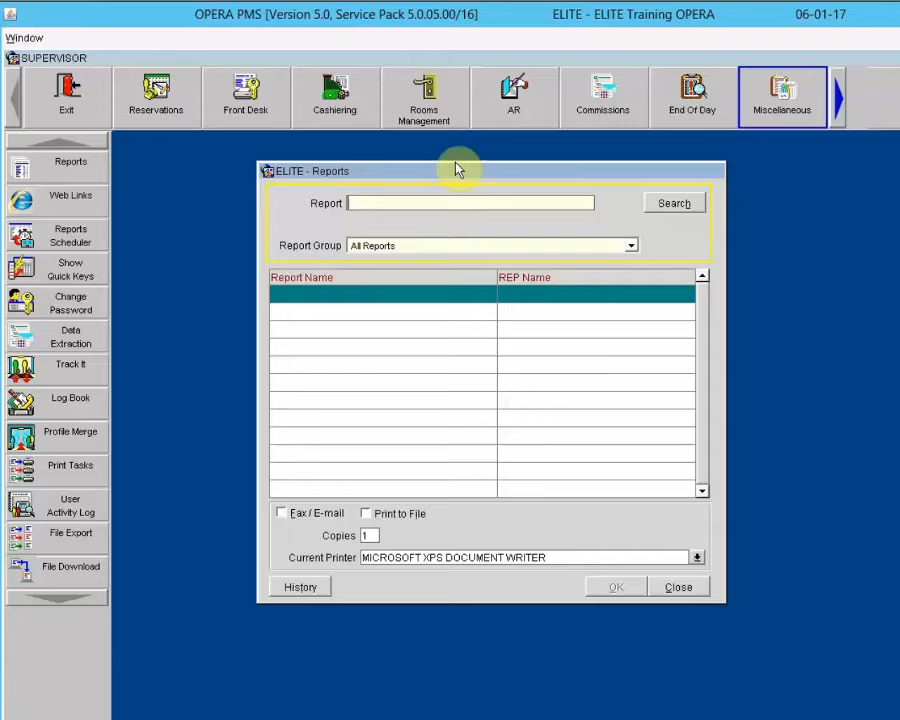 OPERA PMS [Version 5.0, Service Pack 5.0.05.00/16] ELITE - ELITE Training OPERA 06-01-17
Window
SUPERVISOR
Exit
Reservations
Front Desk
Cashiering
Rooms
Management
AR
Commissions
End Of Day
Miscellaneous
Reports
Web Links
Reports
Scheduler
Show
Quick Keys
Change
Password
Data
Extraction
Track It
Log Book
Profile Merge
Print Tasks
User
Activity Log
File Export
File Download
ELITE - Reports
Report
Search
Report Group All Reports
Report Name REP Name
Fax / E-mail Print to File
Copies 1
Current Printer MICROSOFT XPS DOCUMENT WRITER
History OK Close